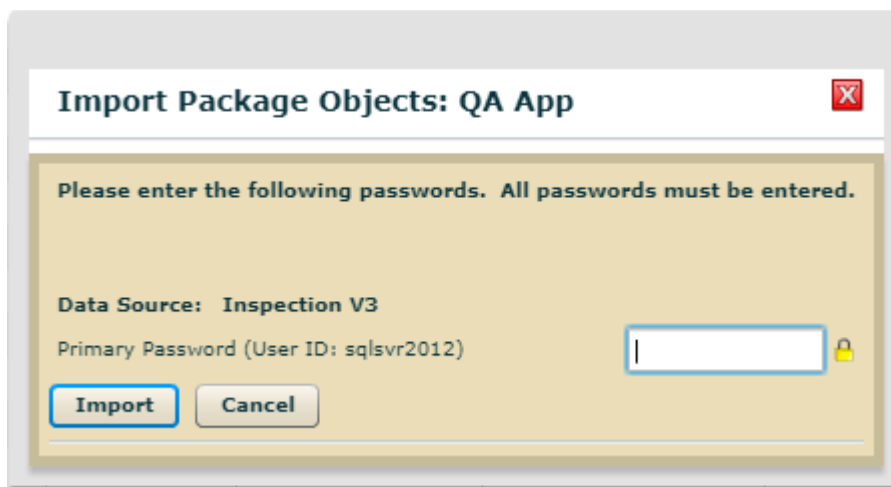 Import Package Objects: QA App
Please enter the following passwords. All passwords must be entered.
Data Source: Inspection V3
Primary Password (User ID: sqlsvr2012)
Import Cancel